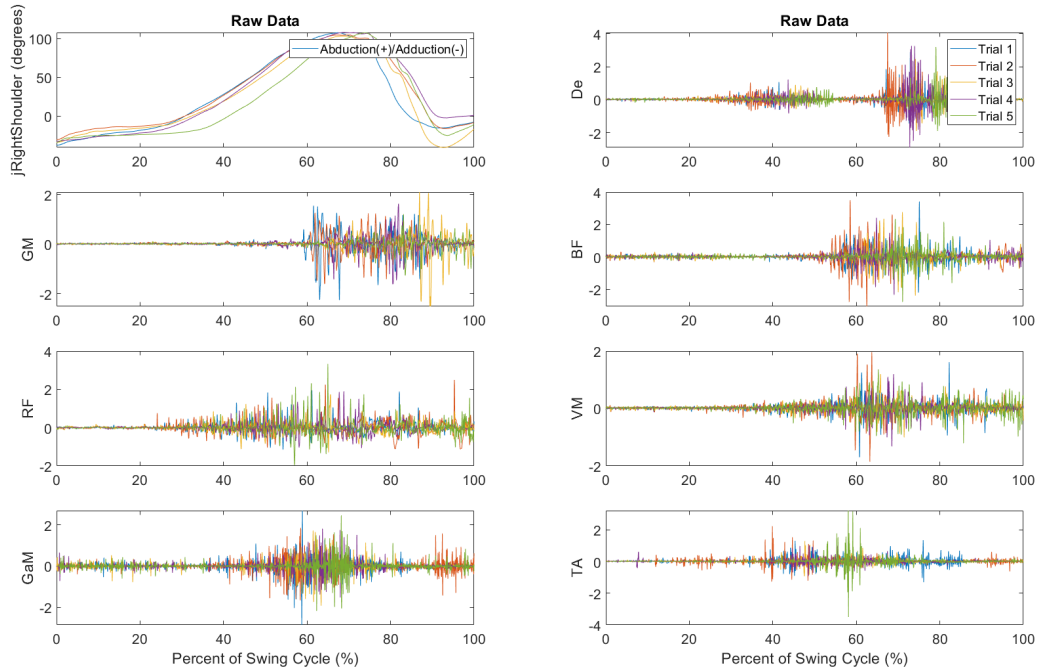 Raw Data
jRightShoulder (degrees)
100
50
0
Abduction(+)/Adduction(-)
0 20 40 60 80 100
Raw Data
De
4
2
0
-2
Trial 1
Trial 2
Trial 3
Trial 4
Trial 5
0 20 40 60 80 100
GM
2
0
-2
0 20 40 60 80 100
BF
4
2
0
-2
0 20 40 60 80 100
RF
4
2
0
-2
0 20 40 60 80 100
VM
2
0
-2
0 20 40 60 80 100
GaM
2
0
-2
0 20 40 60 80 100
Percent of Swing Cycle (%)
TA
2
0
-2
-4
0 20 40 60 80 100
Percent of Swing Cycle (%)